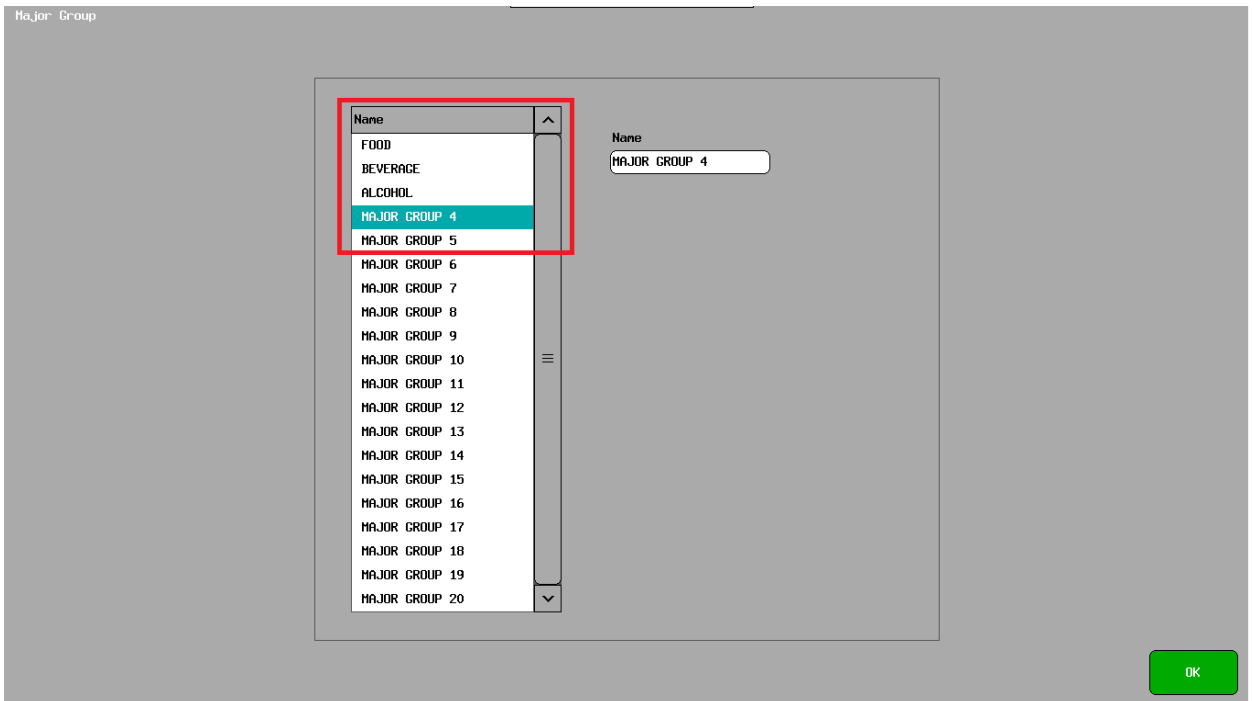 Major Group
Name
FOOD
BEVERAGE
ALCOHOL
MAJOR GROUP 4
MAJOR GROUP 5
MAJOR GROUP 6
MAJOR GROUP 7
MAJOR GROUP 8
MAJOR GROUP 9
MAJOR GROUP 10
MAJOR GROUP 11
MAJOR GROUP 12
MAJOR GROUP 13
MAJOR GROUP 14
MAJOR GROUP 15
MAJOR GROUP 16
MAJOR GROUP 17
MAJOR GROUP 18
MAJOR GROUP 19
MAJOR GROUP 20
Name
MAJOR GROUP 4
OK